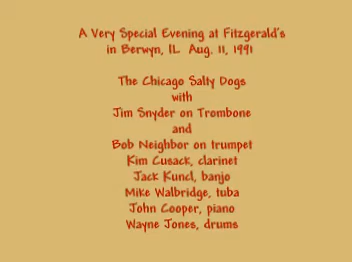 A Very Special Evening at Fitzgerald's
in Berwyn, IL Aug. 11, 1991
The Chicago Salty Dogs
with
Jim Snyder on Trombone
and
Bob Neighbor on trumpet
Kim Cusack, clarinet
Jack Kuncl, banjo
Mike Walbridge, tuba
John Cooper, piano
Wayne Jones, drums